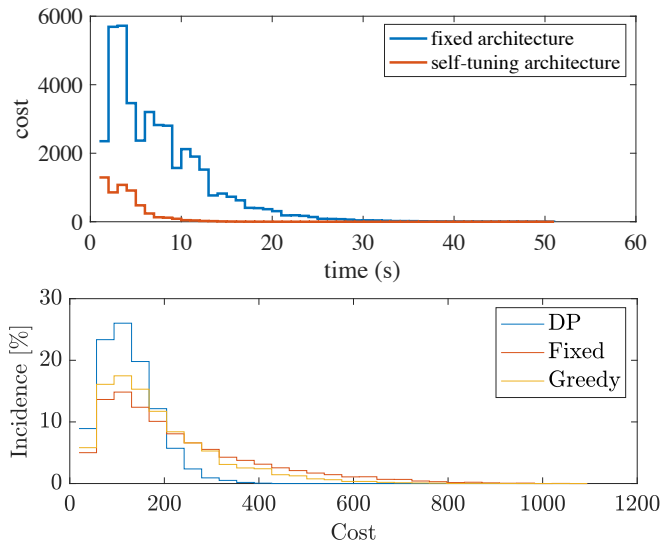 6000
4000
2000
0
cost
fixed architecture
self-tuning architecture
0 10 20 30 40 50 60
time (s)
30
20
10
0
Incidence [%]
DP
Fixed
Greedy
0 200 400 600 800 1000 1200
Cost